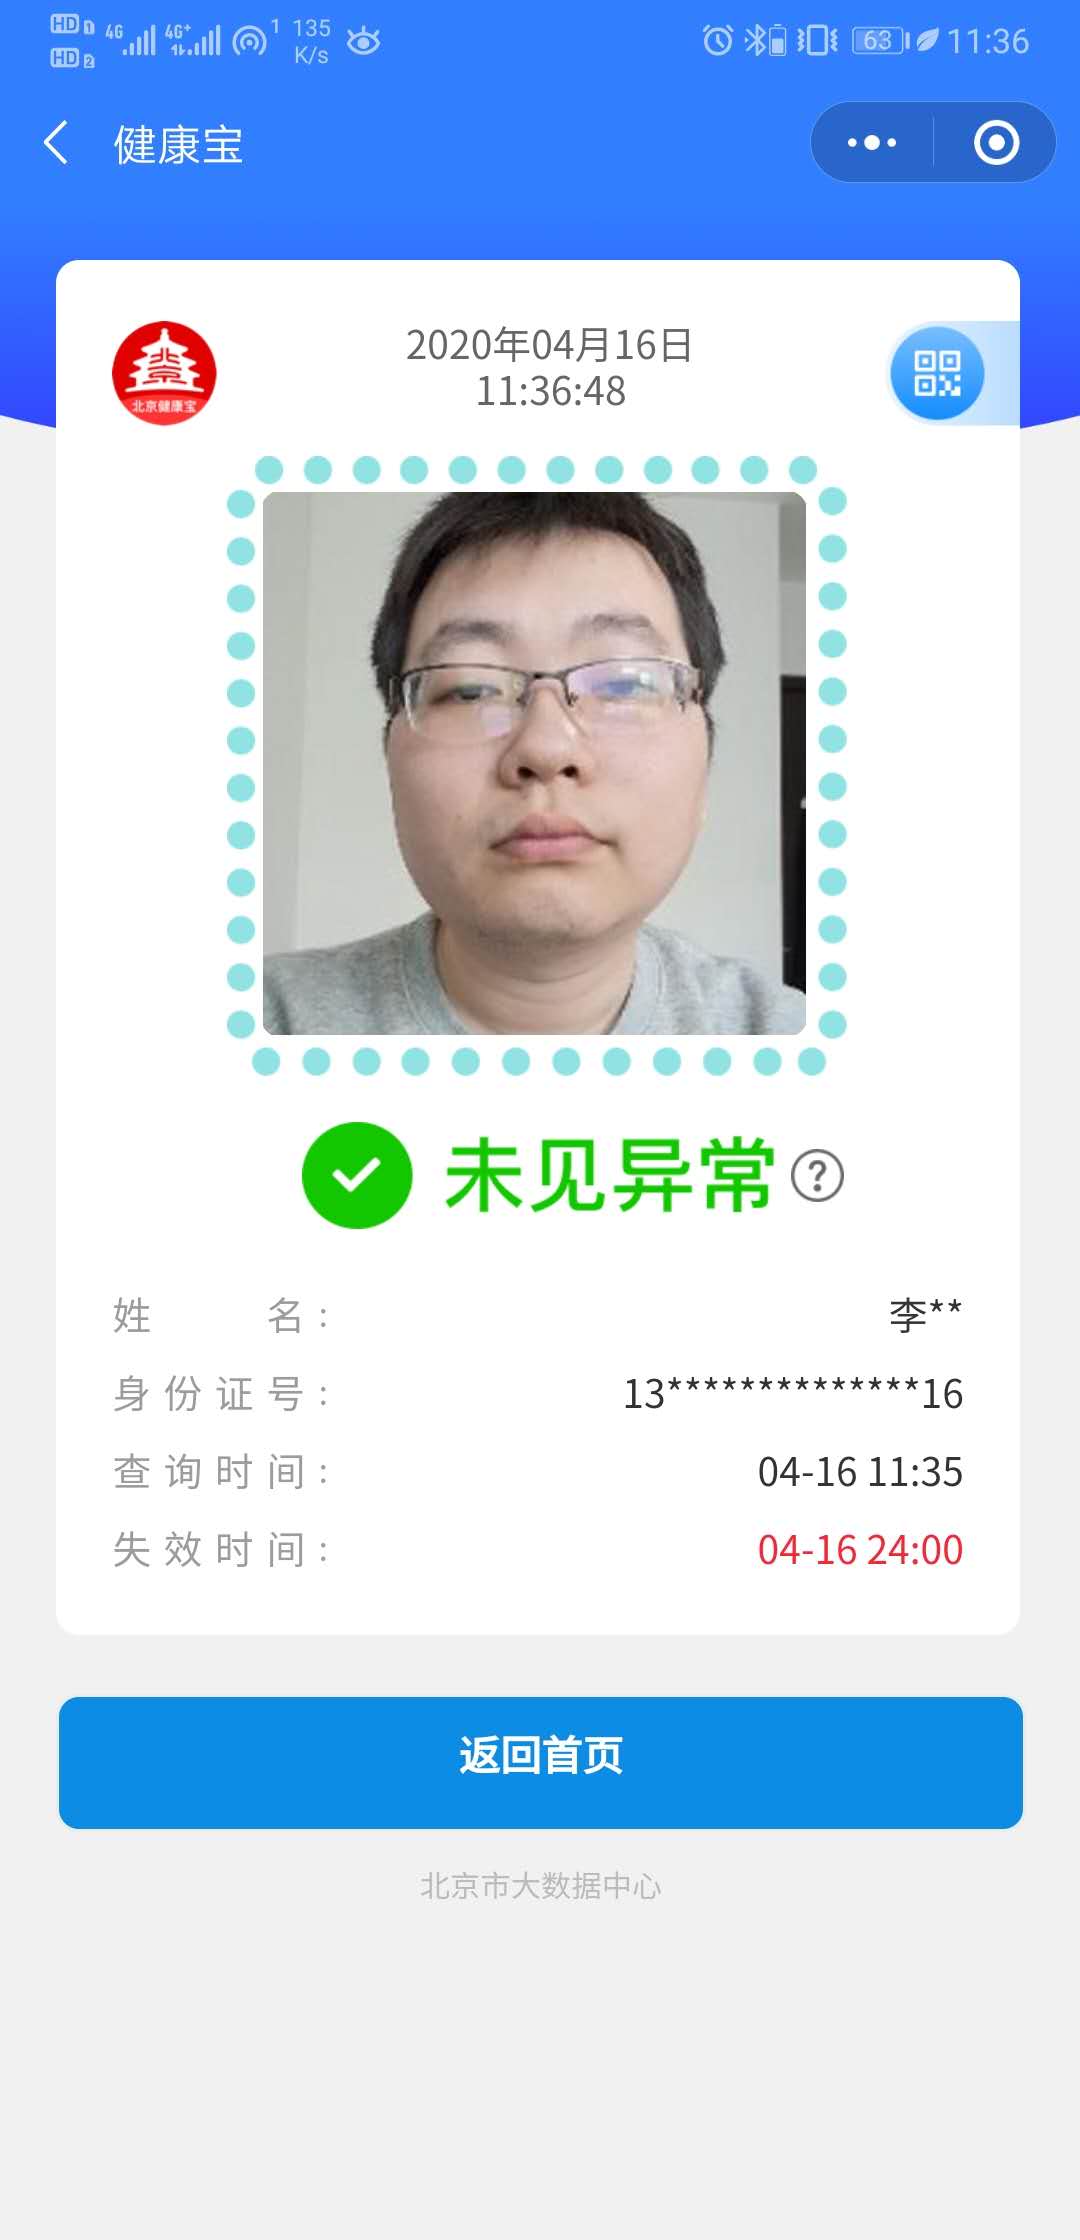 HD 1 4G 4G+ 1 135 63 11:36
HD 2 K/s
健康宝
2020年04月16日
11:36:48
北京健康宝
未见异常 ?
姓名： 李**
身份证号： 13**************16
查询时间： 04-16 11:35
失效时间： 04-16 24:00
返回首页
北京市大数据中心